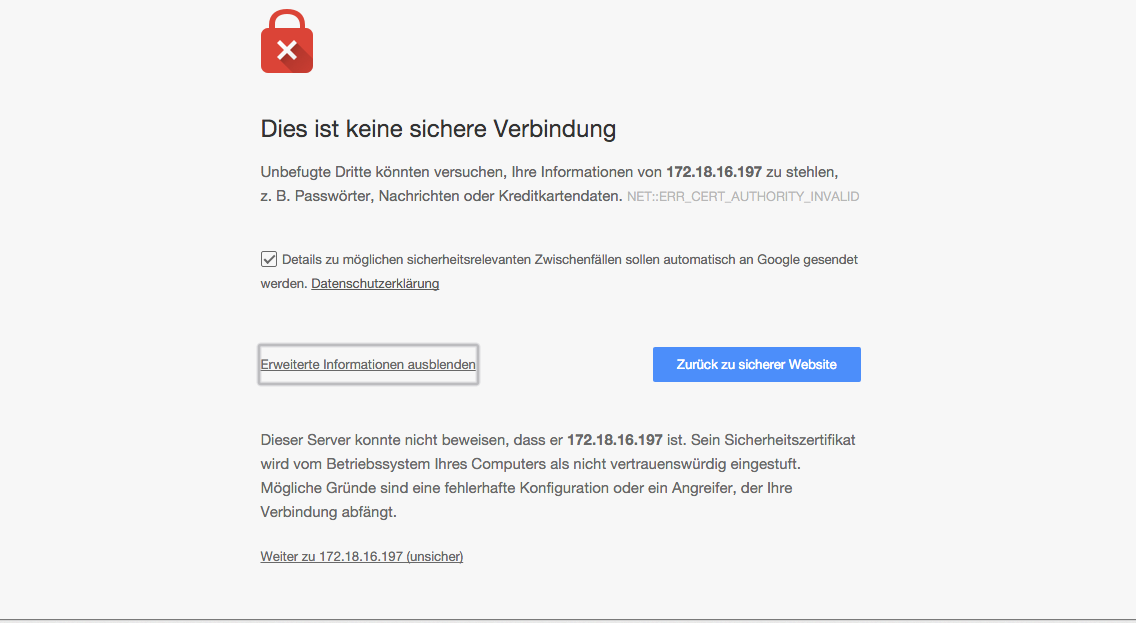 Dies ist keine sichere Verbindung
Unbefugte Dritte könnten versuchen, Ihre Informationen von 172.18.16.197 zu stehlen,
z. B. Passwörter, Nachrichten oder Kreditkartendaten. NET::ERR_CERT_AUTHORITY_INVALID
Details zu möglichen sicherheitsrelevanten Zwischenfällen sollen automatisch an Google gesendet
werden. Datenschutzerklärung
Erweiterte Informationen ausblenden
Zurück zu sicherer Website
Dieser Server konnte nicht beweisen, dass er 172.18.16.197 ist. Sein Sicherheitszertifikat
wird vom Betriebssystem Ihres Computers als nicht vertrauenswürdig eingestuft.
Mögliche Gründe sind eine fehlerhafte Konfiguration oder ein Angreifer, der Ihre
Verbindung abfängt.
Weiter zu 172.18.16.197 (unsicher)